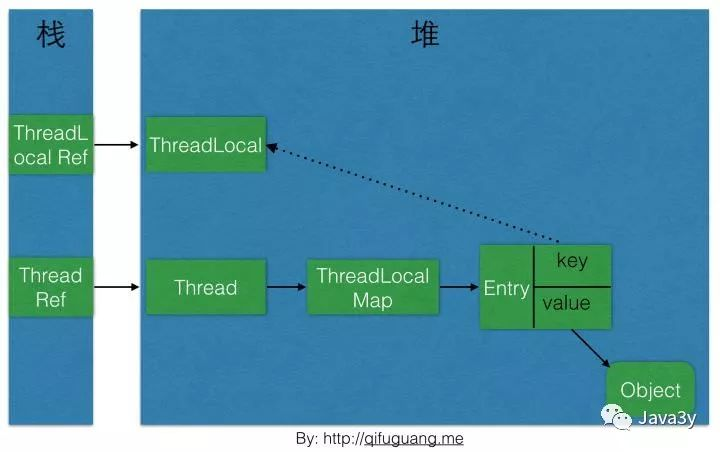 栈
堆
ThreadL
ocal Ref
ThreadLocal
Thread
Ref
Thread
ThreadLocal
Map
Entry
key
value
Object
Java3y
By: http://qifuguang.me